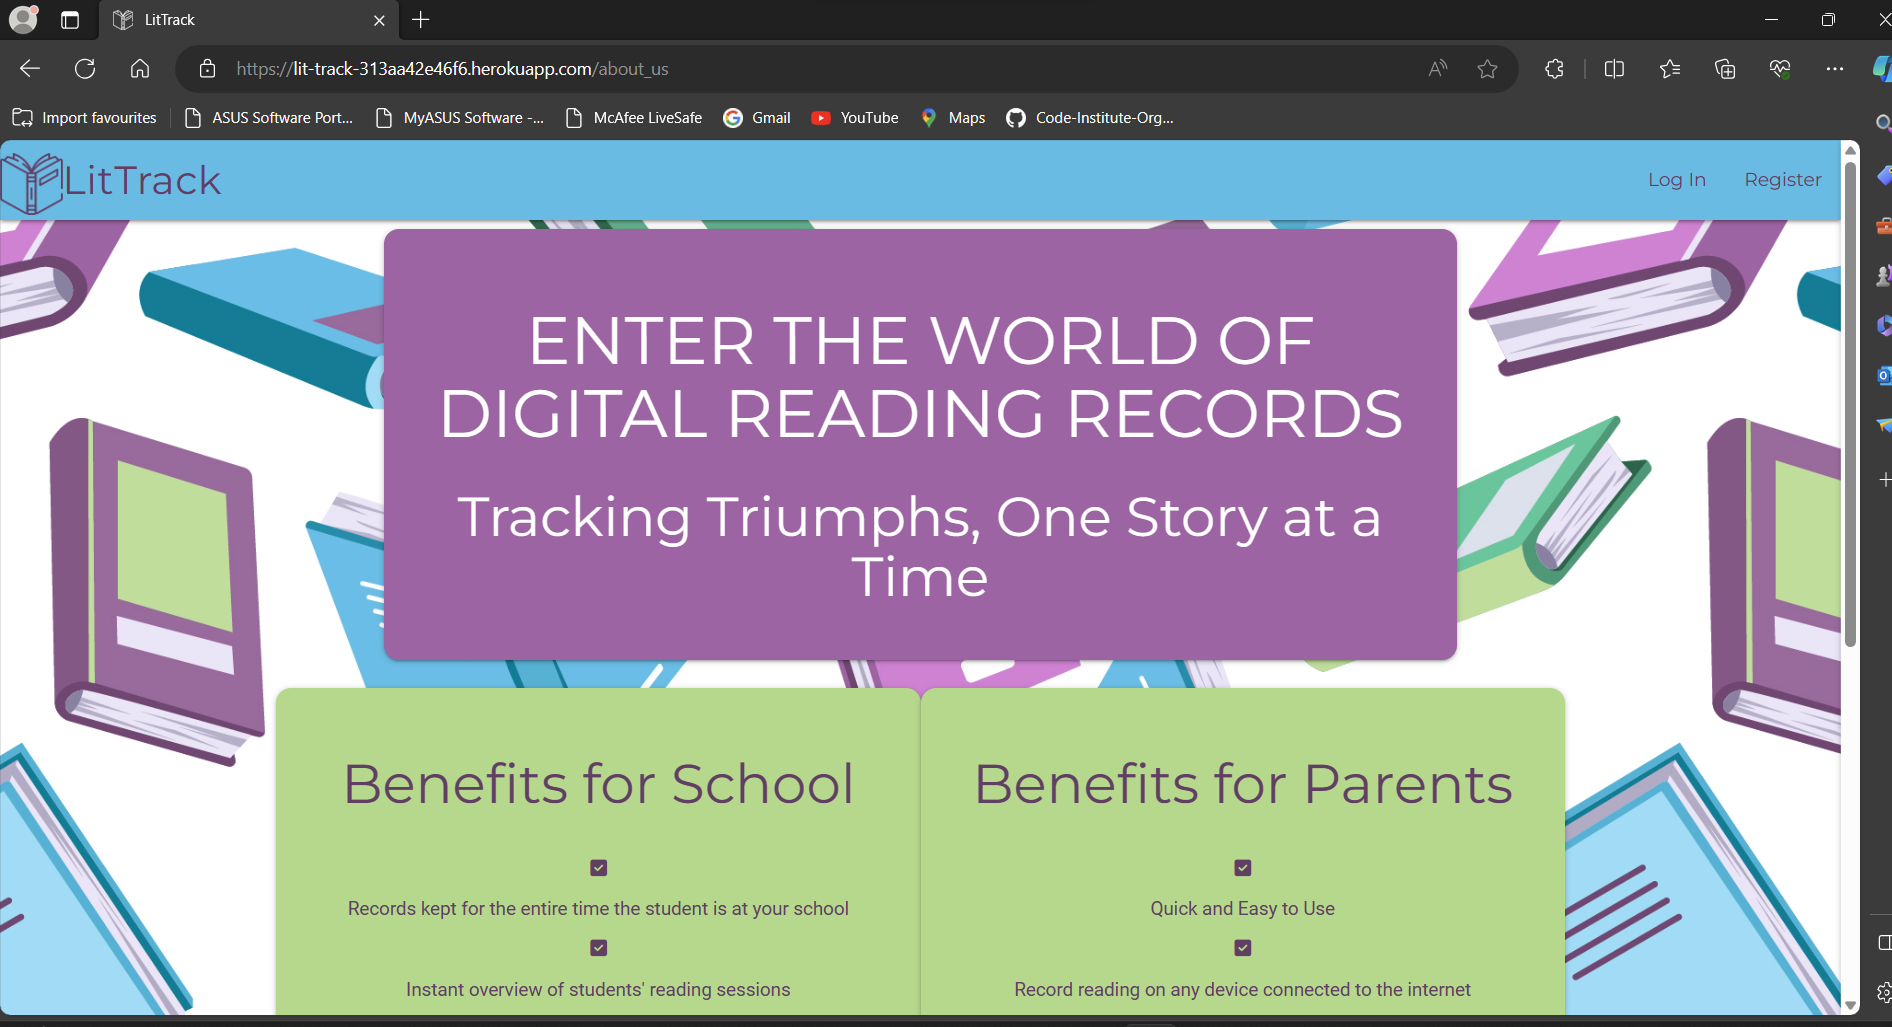 LitTrack
https://lit-track-313aa42e46f6.herokuapp.com/about_us
Import favourites
ASUS Software Port...
MyASUS Software -...
McAfee LiveSafe
Gmail
YouTube
Maps
Code-Institute-Org...
LitTrack
Log In
Register
ENTER THE WORLD OF
DIGITAL READING RECORDS
Tracking Triumphs, One Story at a
Time
Benefits for School
Records kept for the entire time the student is at your school
Instant overview of students' reading sessions
Benefits for Parents
Quick and Easy to Use
Record reading on any device connected to the internet